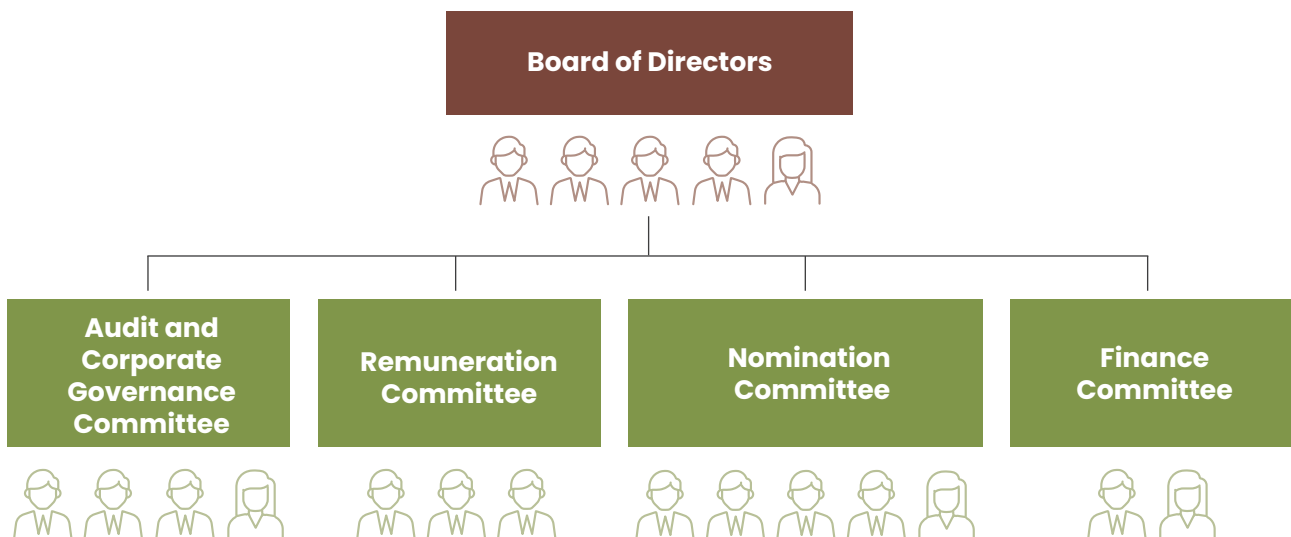 Board of Directors
Audit and
Corporate
Governance
Committee
Remuneration
Committee
Nomination
Committee
Finance
Committee